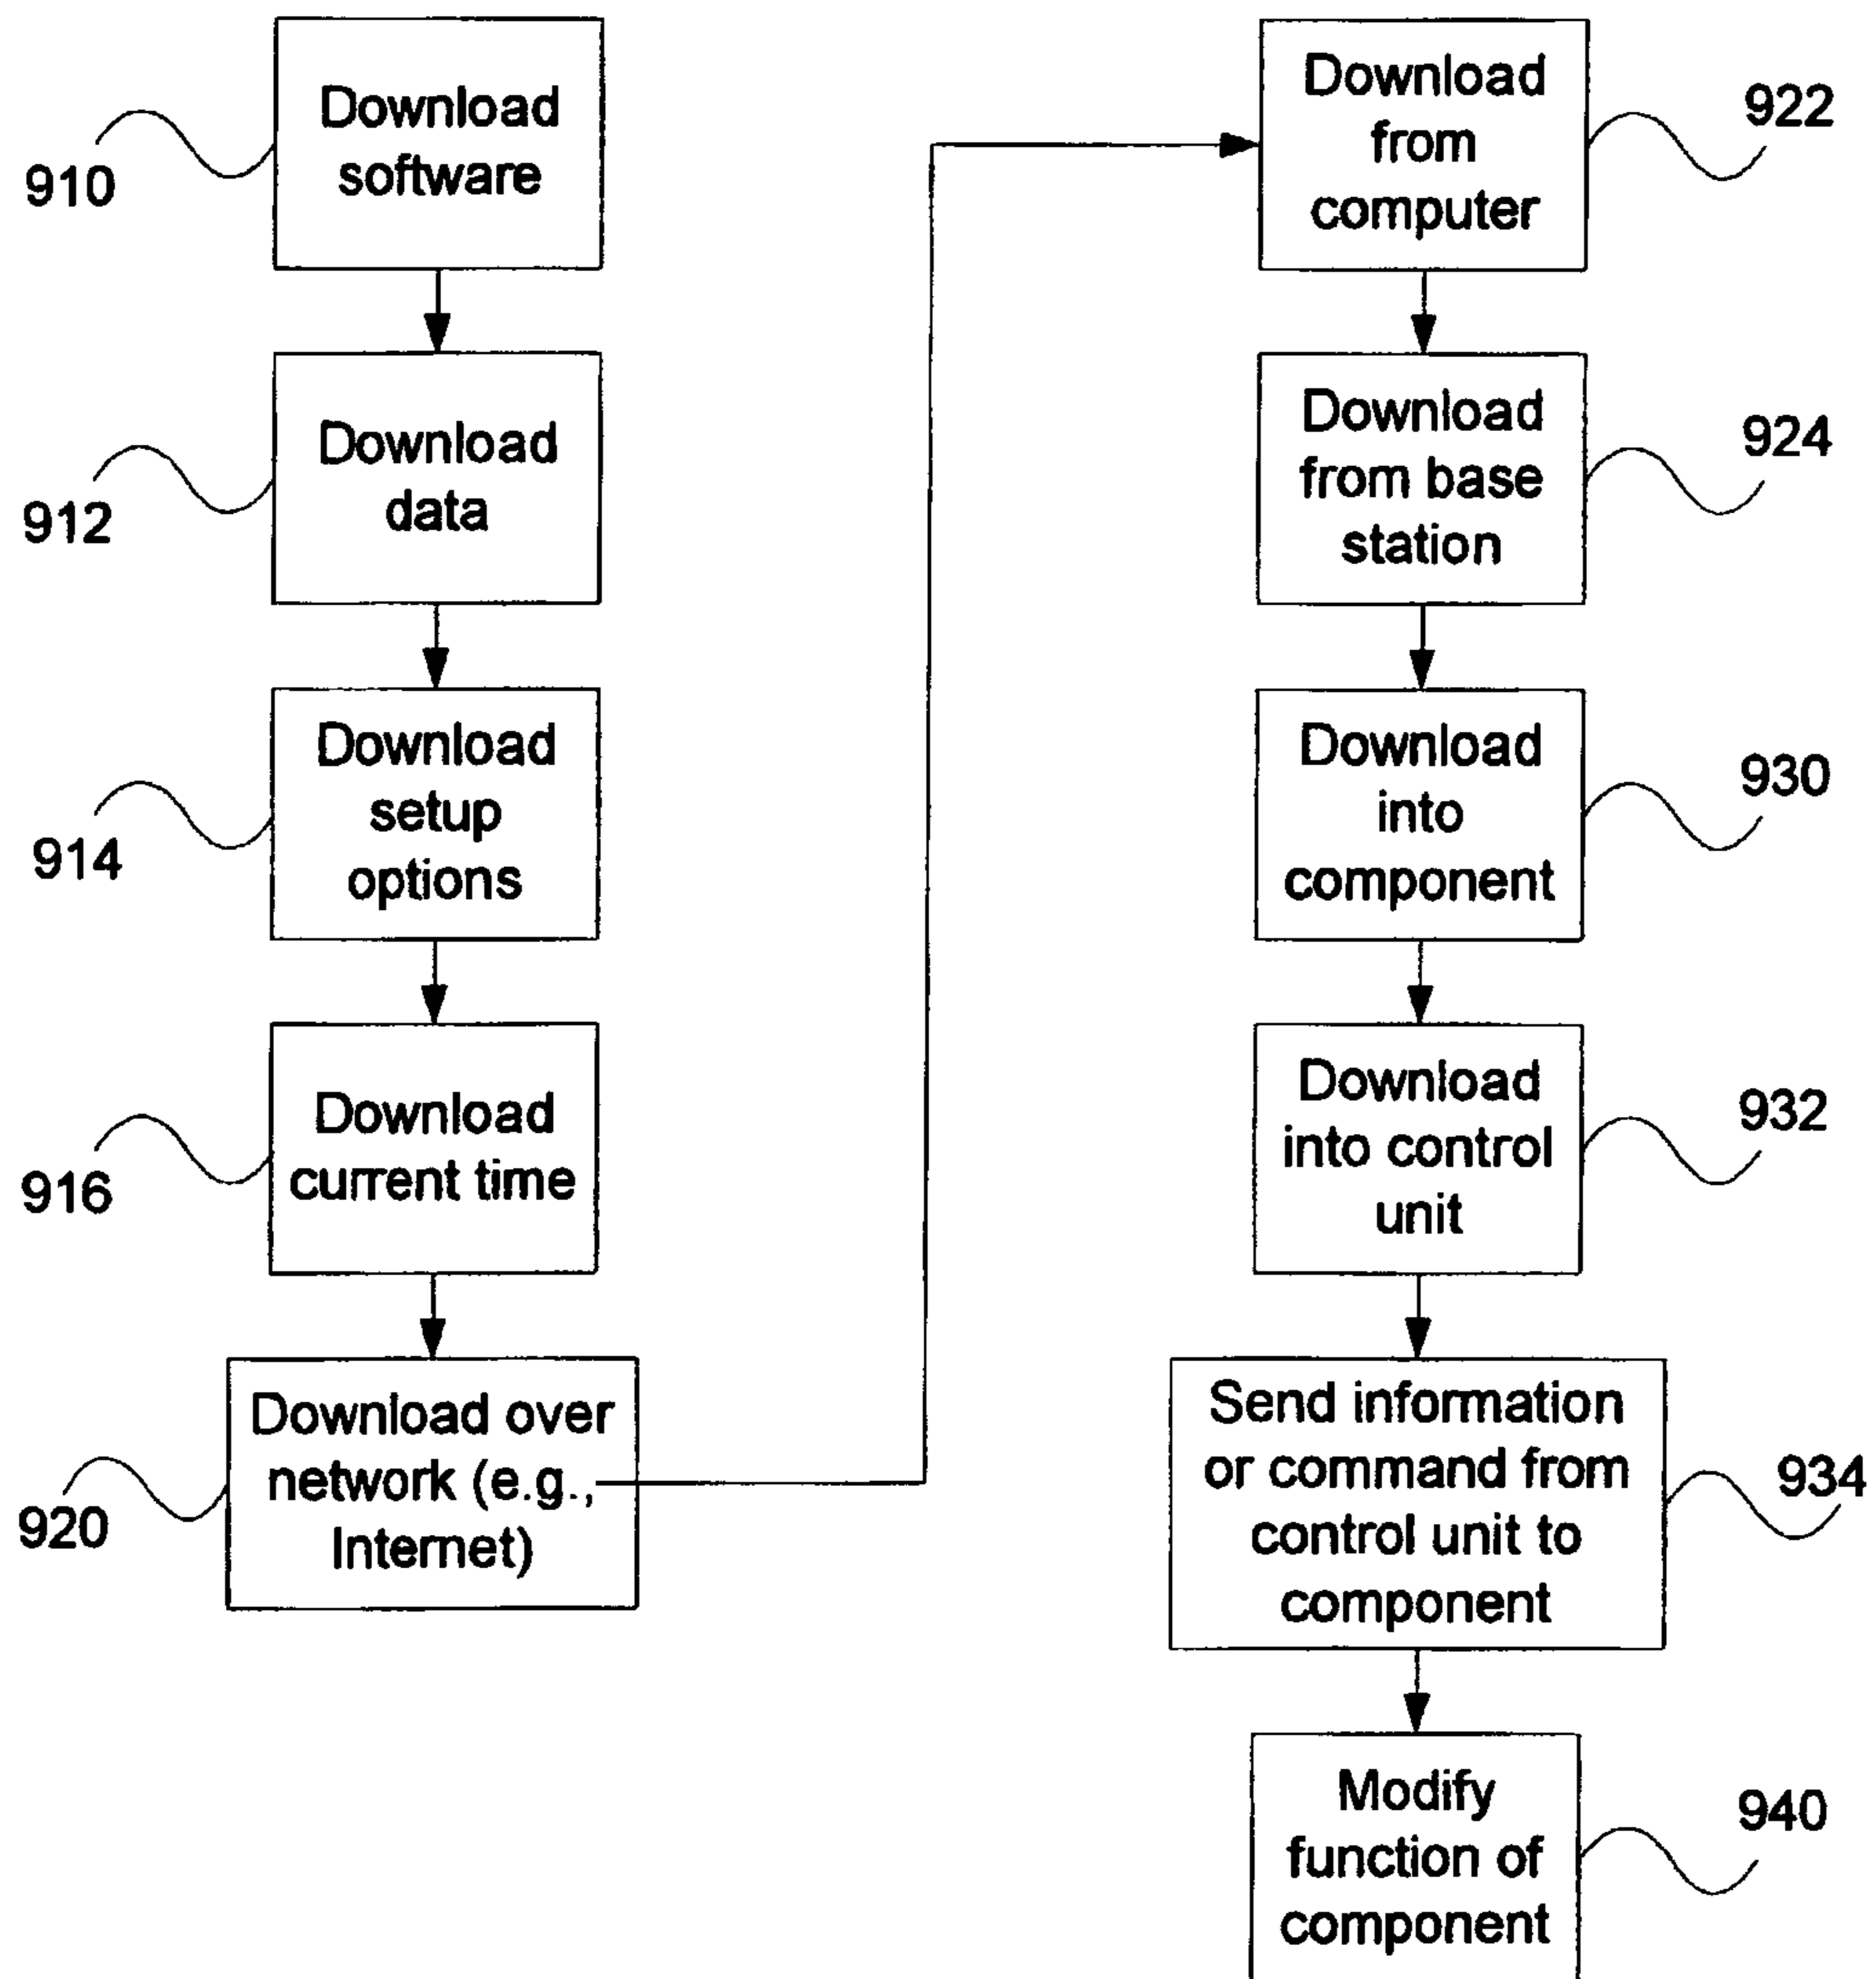 910
Download
software
912
Download
data
914
Download
setup
options
916
Download
current time
920
Download over
network (e.g.,
Internet)
Download
from
computer
922
Download
from base
station
924
Download
into
component
930
Download
into control
unit
932
Send information
or command from
control unit to
component
934
Modify
function of
component
940